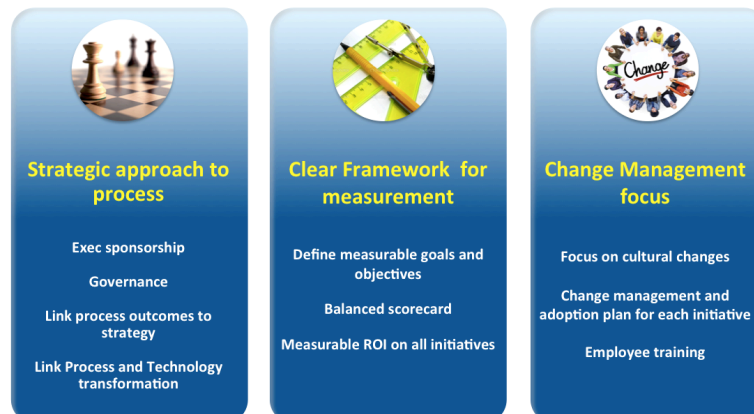 Change
Strategic approach to
process
Exec sponsorship
Governance
Link process outcomes to
strategy
Link Process and Technology
transformation
Clear Framework  for
measurement
Define measurable goals and
objectives
Balanced scorecard
Measurable ROI on all initiatives
Change Management
focus
Focus on cultural changes
Change management and
adoption plan for each initiative
Employee training